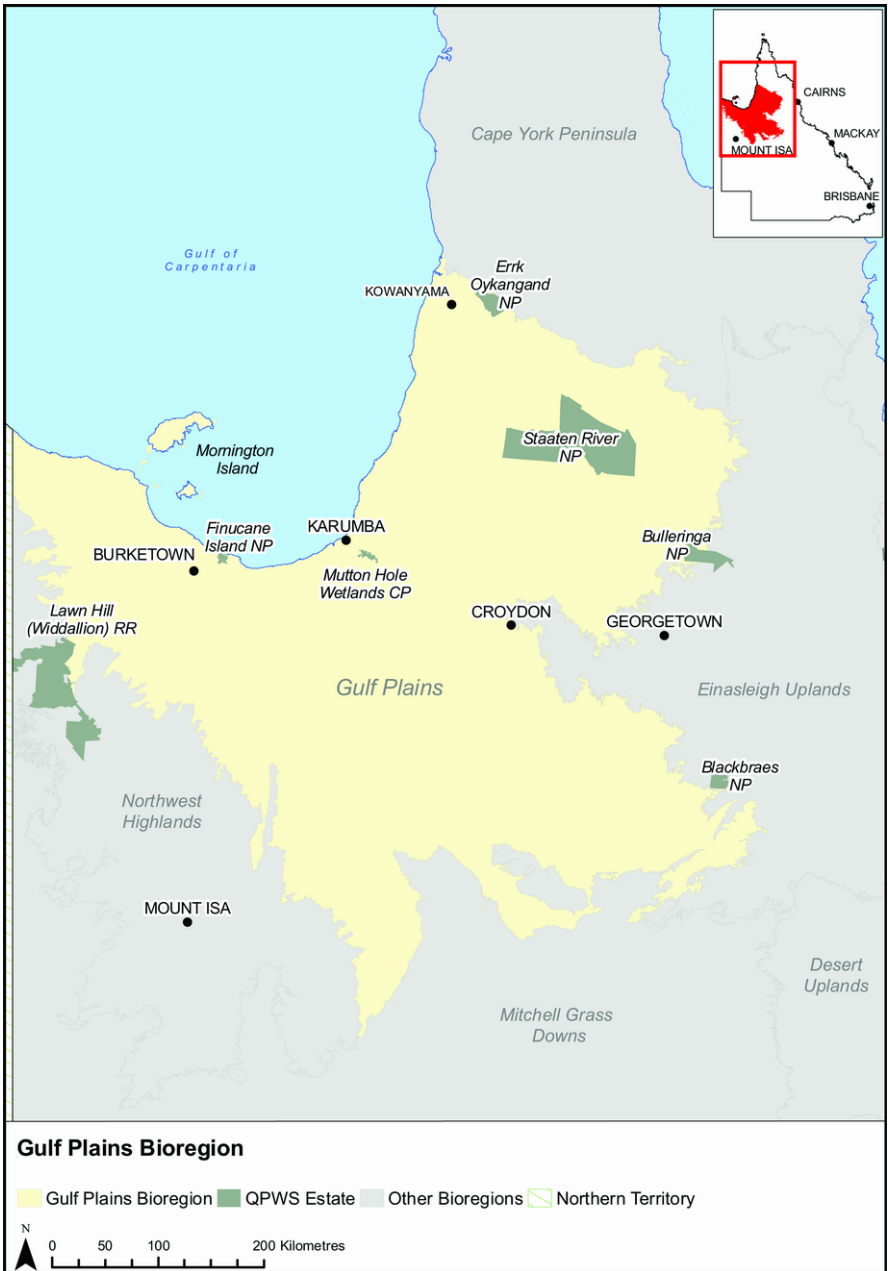 CAIRNS
MACKAY
MOUNT ISA
BRISBANE
Cape York Peninsula
Gulf of
Carpentaria
Errk
Oykangand
NP
KOWANYAMA
Staaten River
NP
Mornington
Island
Finucane
Island NP
KARUMBA
BURKETOWN
Mutton Hole
Wetlands CP
Bulleringa
NP
Lawn Hill
(Widdallion) RR
CROYDON
GEORGETOWN
Gulf Plains
Einasleigh Uplands
Blackbraes
NP
Northwest
Highlands
MOUNT ISA
Desert
Uplands
Mitchell Grass
Downs
Gulf Plains Bioregion
Gulf Plains Bioregion QPWS Estate Other Bioregions Northern Territory
N
0 50 100 200 Kilometres